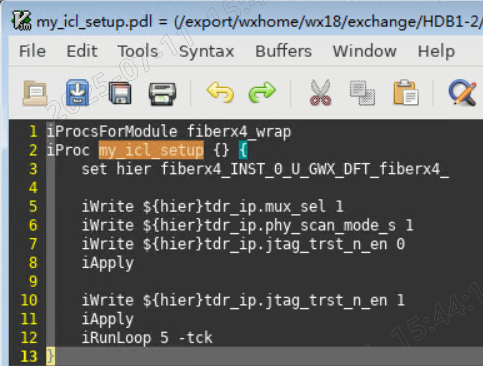 my_icl_setup.pdl = (/export/wxhome/wx18/exchange/HDB1-2/
File Edit Tools Syntax Buffers Window Help
1 iProcsForModule fiberx4_wrap
2 iProc my_icl_setup {} {
3 set hier fiberx4_INST_0_U_GWX_DFT_fiberx4_
4
5 iWrite ${hier}tdr_ip.mux_sel 1
6 iWrite ${hier}tdr_ip.phy_scan_mode_s 1
7 iWrite ${hier}tdr_ip.jtag_trst_n_en 0
8 iApply
9
10 iWrite ${hier}tdr_ip.jtag_trst_n_en 1
11 iApply
12 iRunLoop 5 -tck
13 }